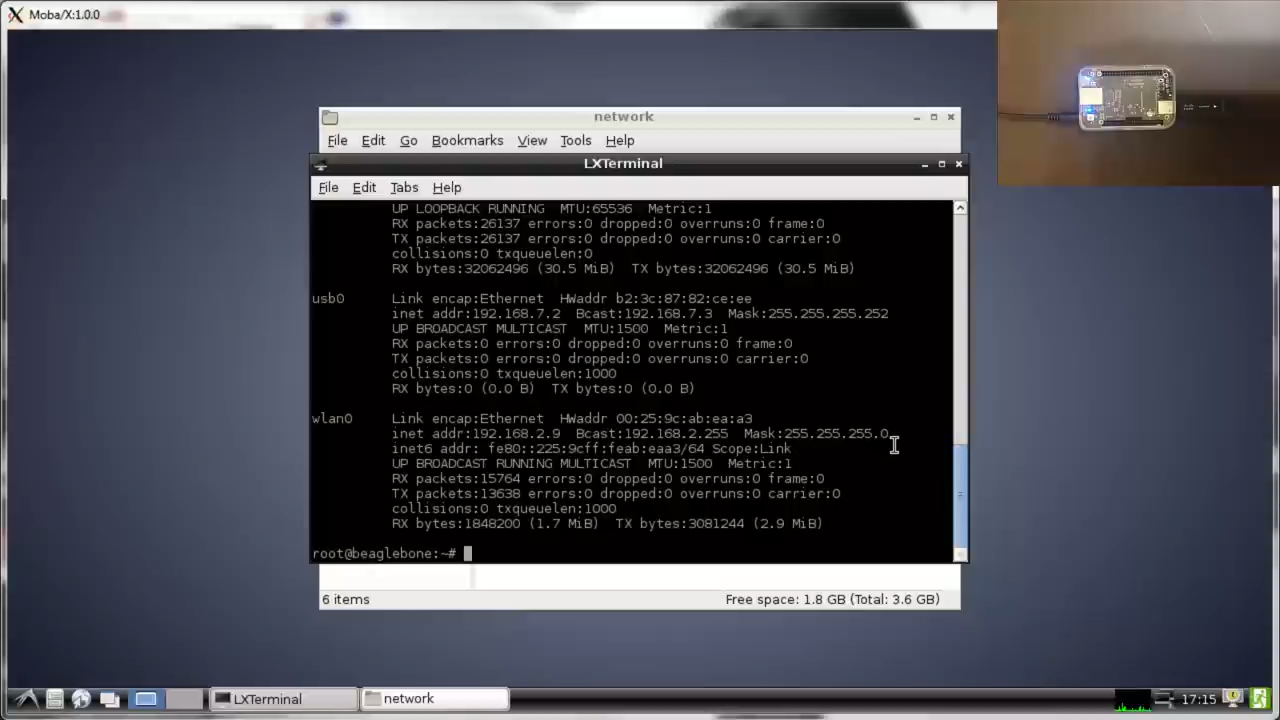 Moba/X:1.0.0
network
File Edit Go Bookmarks View Tools Help
LXTerminal
File Edit Tabs Help
UP LOOPBACK RUNNING MTU:65536 Metric:1
RX packets:26137 errors:0 dropped:0 overruns:0 frame:0
TX packets:26137 errors:0 dropped:0 overruns:0 carrier:0
collisions:0 txqueuelen:0
RX bytes:32062496 (30.5 MiB) TX bytes:32062496 (30.5 MiB)
usb0 Link encap:Ethernet HWaddr b2:3c:87:82:ce:ee
inet addr:192.168.7.2 Bcast:192.168.7.3 Mask:255.255.255.252
UP BROADCAST MULTICAST MTU:1500 Metric:1
RX packets:0 errors:0 dropped:0 overruns:0 frame:0
TX packets:0 errors:0 dropped:0 overruns:0 carrier:0
collisions:0 txqueuelen:1000
RX bytes:0 (0.0 B) TX bytes:0 (0.0 B)
wlan0 Link encap:Ethernet HWaddr 00:25:9c:ab:ea:a3
inet addr:192.168.2.9 Bcast:192.168.2.255 Mask:255.255.255.0
inet6 addr: fe80::225:9cff:feab:eaa3/64 Scope:Link
UP BROADCAST RUNNING MULTICAST MTU:1500 Metric:1
RX packets:15764 errors:0 dropped:0 overruns:0 frame:0
TX packets:13638 errors:0 dropped:0 overruns:0 carrier:0
collisions:0 txqueuelen:1000
RX bytes:1848200 (1.7 MiB) TX bytes:3081244 (2.9 MiB)
root@beaglebone:~#
6 items Free space: 1.8 GB (Total: 3.6 GB)
LXTerminal network 17:15